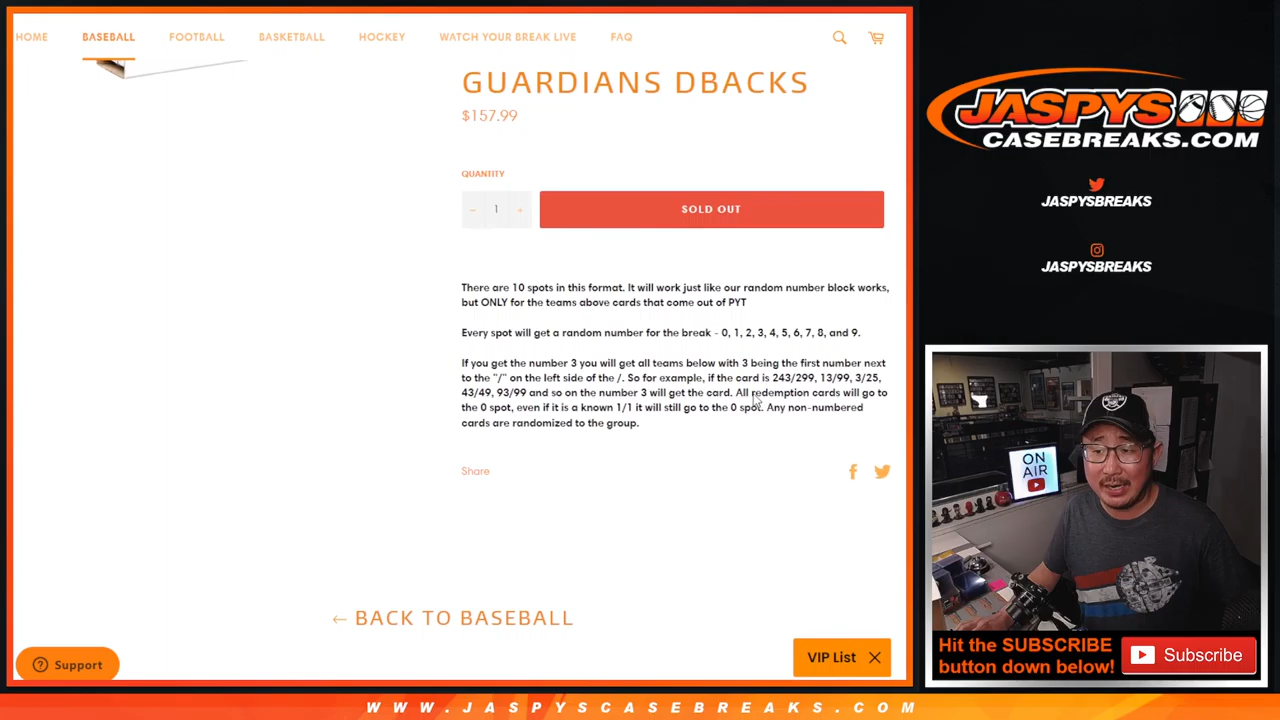 HOME BASEBALL FOOTBALL BASKETBALL HOCKEY WATCH YOUR BREAK LIVE FAQ
GUARDIANS DBACKS
$157.99
QUANTITY
− 1 +
SOLD OUT
There are 10 spots in this format. It will work just like our random number block works,
but ONLY for the teams above cards that come out of PYT
Every spot will get a random number for the break - 0, 1, 2, 3, 4, 5, 6, 7, 8, and 9.
If you get the number 3 you will get all teams below with 3 being the first number next
to the "/" on the left side of the /. So for example, if the card is 243/299, 13/99, 3/25,
43/49, 93/99 and so on the number 3 will get the card. All redemption cards will go to
the 0 spot, even if it is a known 1/1 it will still go to the 0 spot. Any non-numbered
cards are randomized to the group.
Share
← BACK TO BASEBALL
Support
VIP List
JASPYS
CASEBREAKS.COM
JASPYSBREAKS
JASPYSBREAKS
ON
AIR
Hit the SUBSCRIBE
button down below!
Subscribe
WWW.JASPYSCASEBREAKS.COM